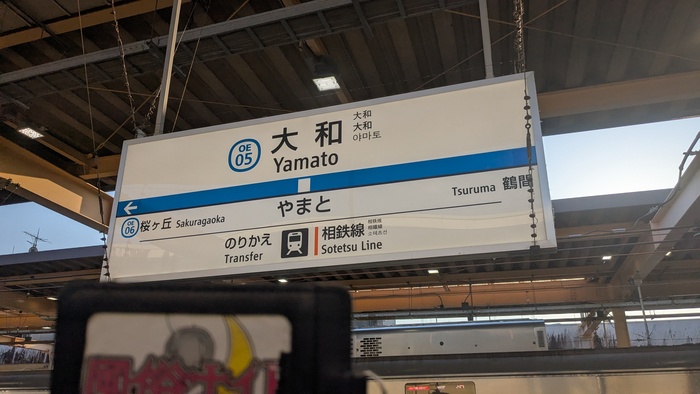 OE
05
大和
Yamato
大和
大和
야마토
やまと
OE
06
桜ヶ丘 Sakuragaoka
Tsuruma 鶴間
のりかえ
Transfer
相鉄線
Sotetsu Line